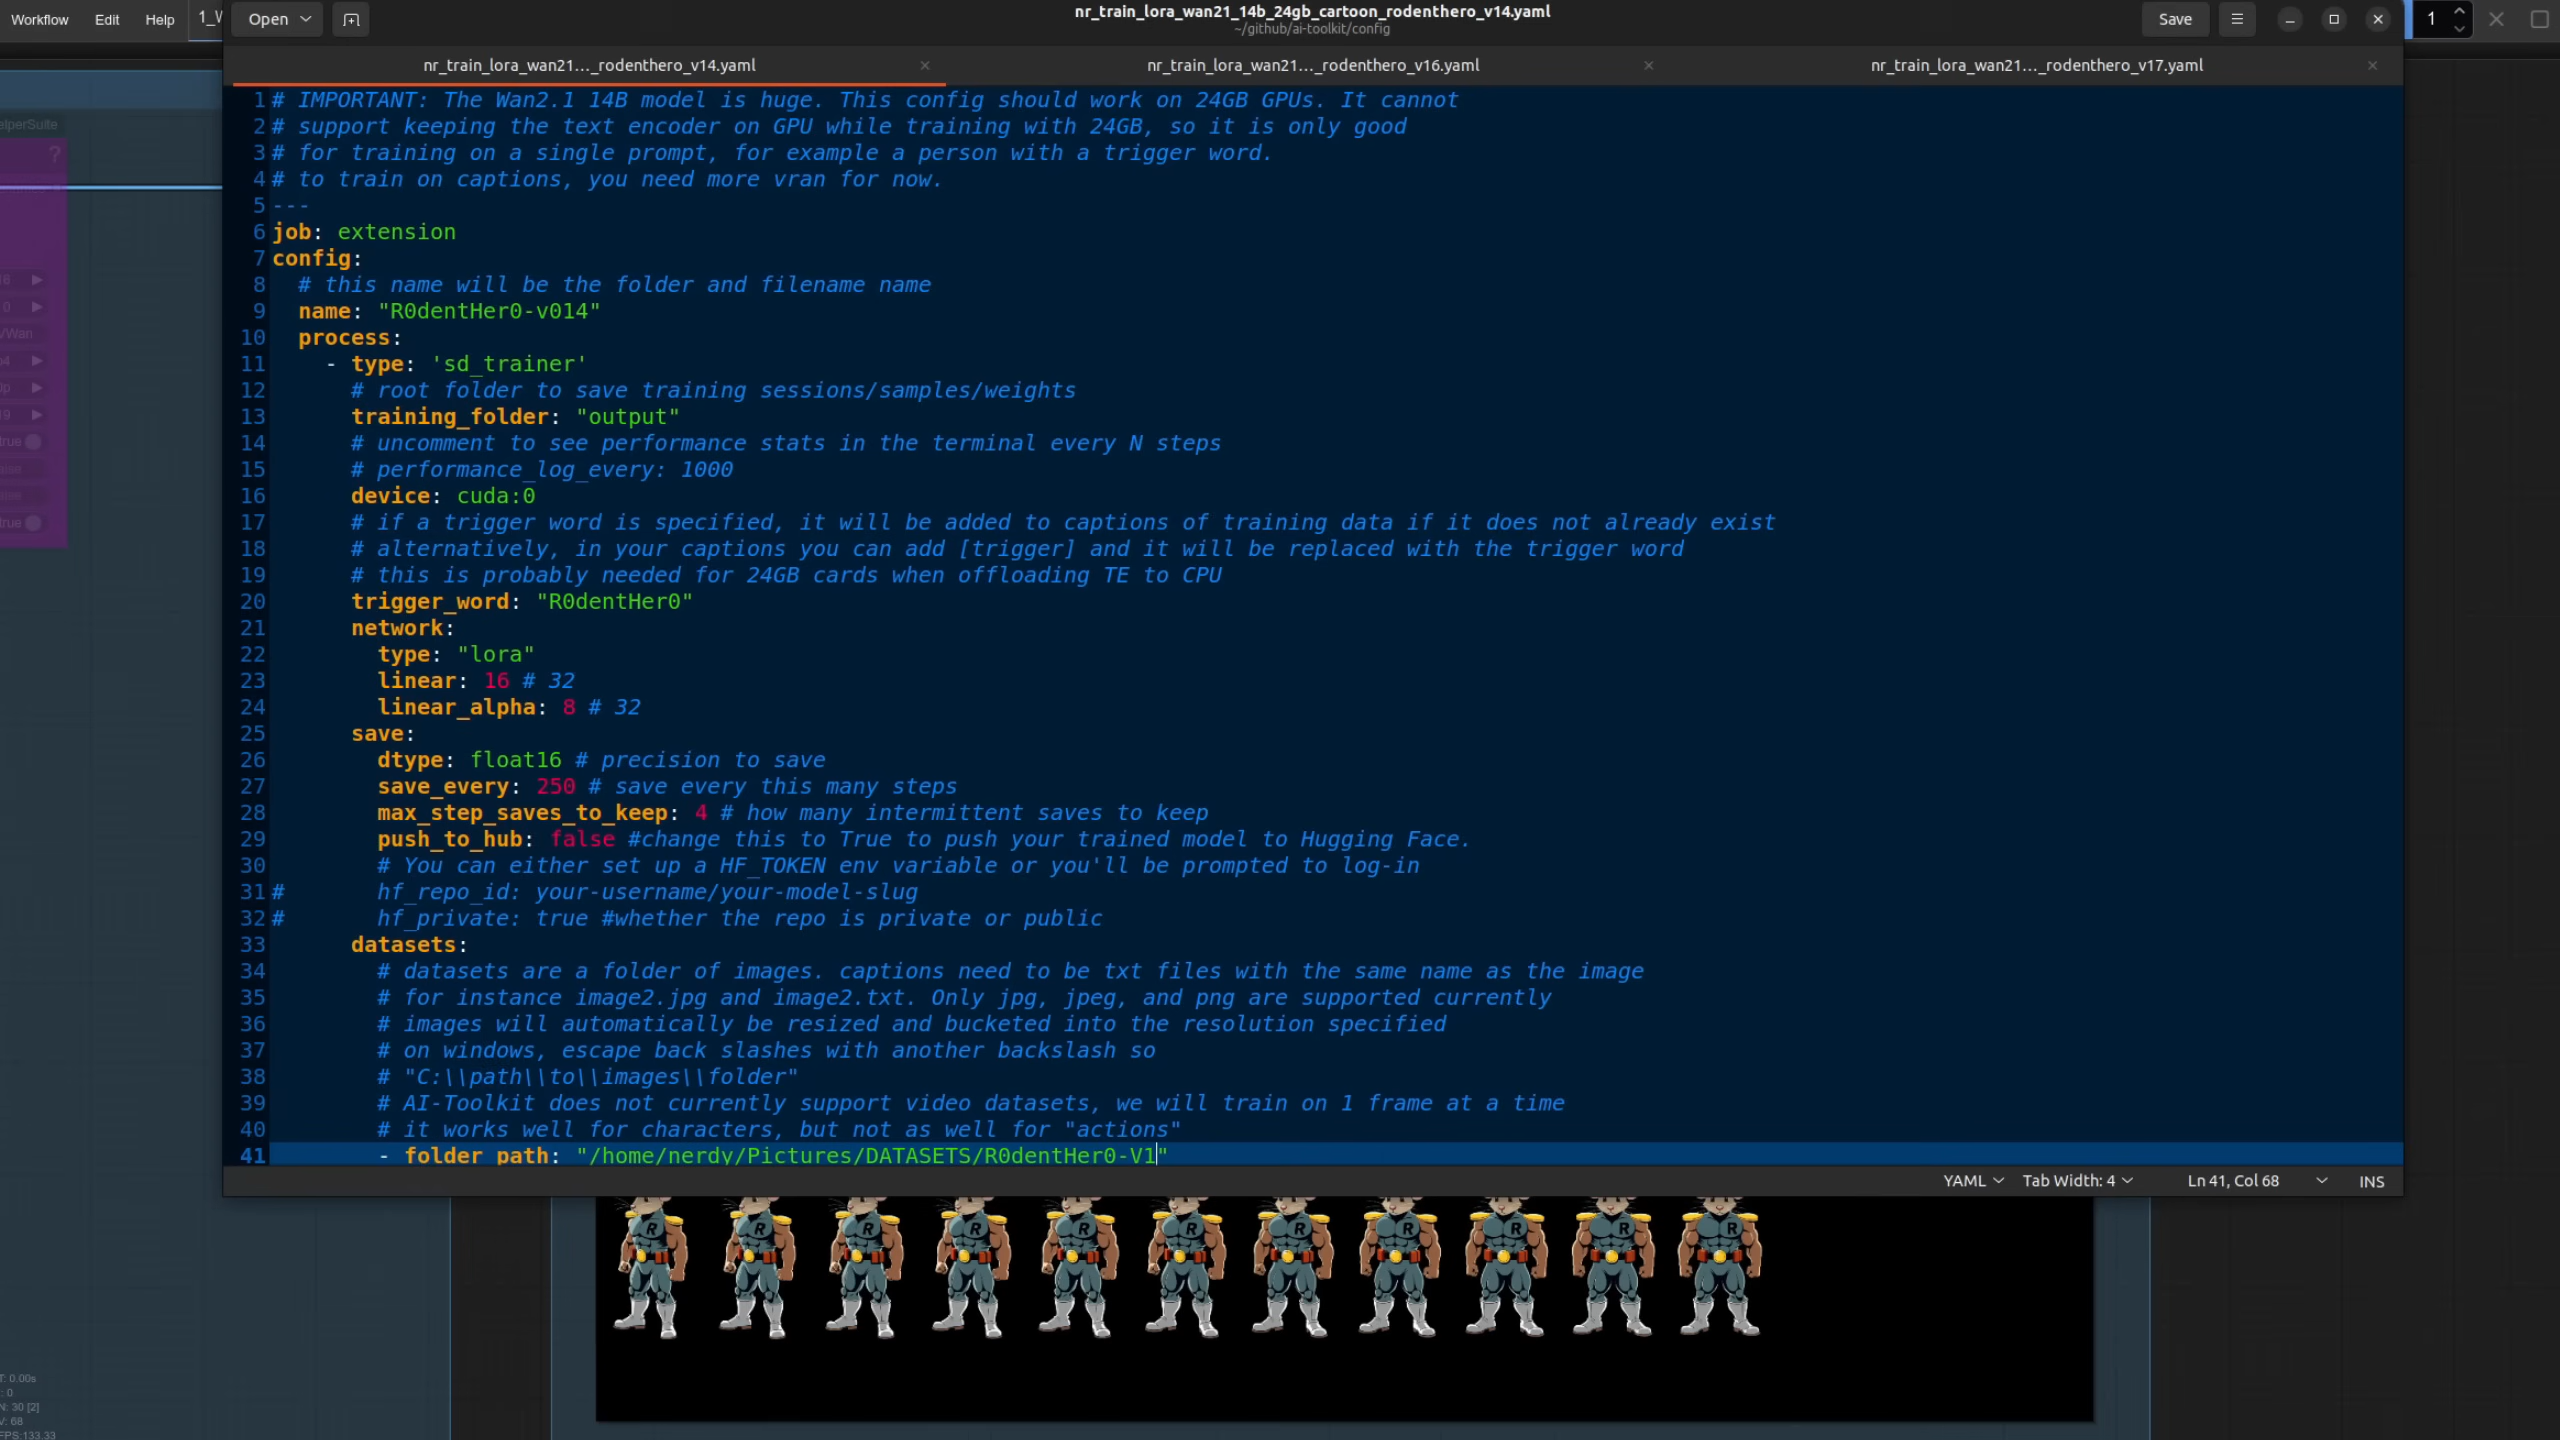 Workflow Edit Help 1_W
Open
nr_train_lora_wan21_14b_24gb_cartoon_rodenthero_v14.yaml
~/github/ai-toolkit/config
Save
1
nr_train_lora_wan21..._rodenthero_v14.yaml
nr_train_lora_wan21..._rodenthero_v16.yaml
nr_train_lora_wan21..._rodenthero_v17.yaml
1 # IMPORTANT: The Wan2.1 14B model is huge. This config should work on 24GB GPUs. It cannot
2 # support keeping the text encoder on GPU while training with 24GB, so it is only good
3 # for training on a single prompt, for example a person with a trigger word.
4 # to train on captions, you need more vran for now.
5 ---
6 job: extension
7 config:
8 # this name will be the folder and filename name
9 name: "R0dentHer0-v014"
10 process:
11 - type: 'sd_trainer'
12 # root folder to save training sessions/samples/weights
13 training_folder: "output"
14 # uncomment to see performance stats in the terminal every N steps
15 # performance_log_every: 1000
16 device: cuda:0
17 # if a trigger word is specified, it will be added to captions of training data if it does not already exist
18 # alternatively, in your captions you can add [trigger] and it will be replaced with the trigger word
19 # this is probably needed for 24GB cards when offloading TE to CPU
20 trigger_word: "R0dentHer0"
21 network:
22 type: "lora"
23 linear: 16 # 32
24 linear_alpha: 8 # 32
25 save:
26 dtype: float16 # precision to save
27 save_every: 250 # save every this many steps
28 max_step_saves_to_keep: 4 # how many intermittent saves to keep
29 push_to_hub: false #change this to True to push your trained model to Hugging Face.
30 # You can either set up a HF_TOKEN env variable or you'll be prompted to log-in
31 # hf_repo_id: your-username/your-model-slug
32 # hf_private: true #whether the repo is private or public
33 datasets:
34 # datasets are a folder of images. captions need to be txt files with the same name as the image
35 # for instance image2.jpg and image2.txt. Only jpg, jpeg, and png are supported currently
36 # images will automatically be resized and bucketed into the resolution specified
37 # on windows, escape back slashes with another backslash so
38 # "C:\\path\\to\\images\\folder"
39 # AI-Toolkit does not currently support video datasets, we will train on 1 frame at a time
40 # it works well for characters, but not as well for "actions"
41 - folder_path: "/home/nerdy/Pictures/DATASETS/R0dentHer0-V1"
YAML Tab Width: 4 Ln 41, Col 68 INS
elperSuite
?
16
0
/Wan
p4
0p
19
true
true
R R R R R R R R R R R
T: 0.00s
I: 0
N: 30 [2]
V: 68
FPS:133.33